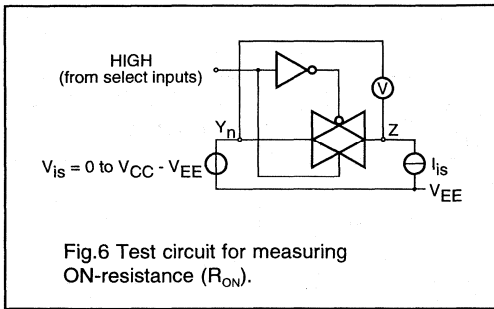 HIGH
(from select inputs)
V
Yn
Z
Vis = 0 to VCC - VEE
Iis
VEE
Fig.6 Test circuit for measuring
ON-resistance (RON).